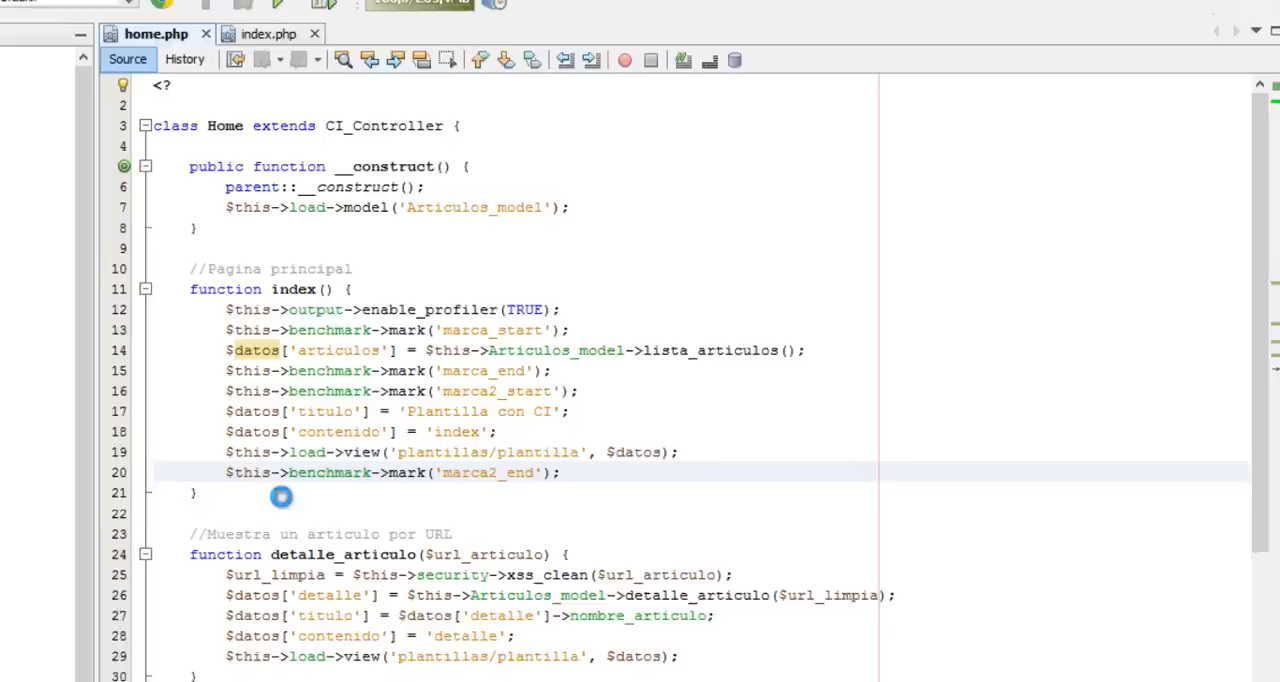 home.php
index.php
Source
History
1 <?
2
3 class Home extends CI_Controller {
4
public function __construct() {
6 parent::__construct();
7 $this->load->model('Articulos_model');
8 }
9
10 //Pagina principal
11 function index() {
12 $this->output->enable_profiler(TRUE);
13 $this->benchmark->mark('marca_start');
14 $datos['articulos'] = $this->Articulos_model->lista_articulos();
15 $this->benchmark->mark('marca_end');
16 $this->benchmark->mark('marca2_start');
17 $datos['titulo'] = 'Plantilla con CI';
18 $datos['contenido'] = 'index';
19 $this->load->view('plantillas/plantilla', $datos);
20 $this->benchmark->mark('marca2_end');
21 }
22
23 //Muestra un articulo por URL
24 function detalle_articulo($url_articulo) {
25 $url_limpia = $this->security->xss_clean($url_articulo);
26 $datos['detalle'] = $this->Articulos_model->detalle_articulo($url_limpia);
27 $datos['titulo'] = $datos['detalle']->nombre_articulo;
28 $datos['contenido'] = 'detalle';
29 $this->load->view('plantillas/plantilla', $datos);
30 }